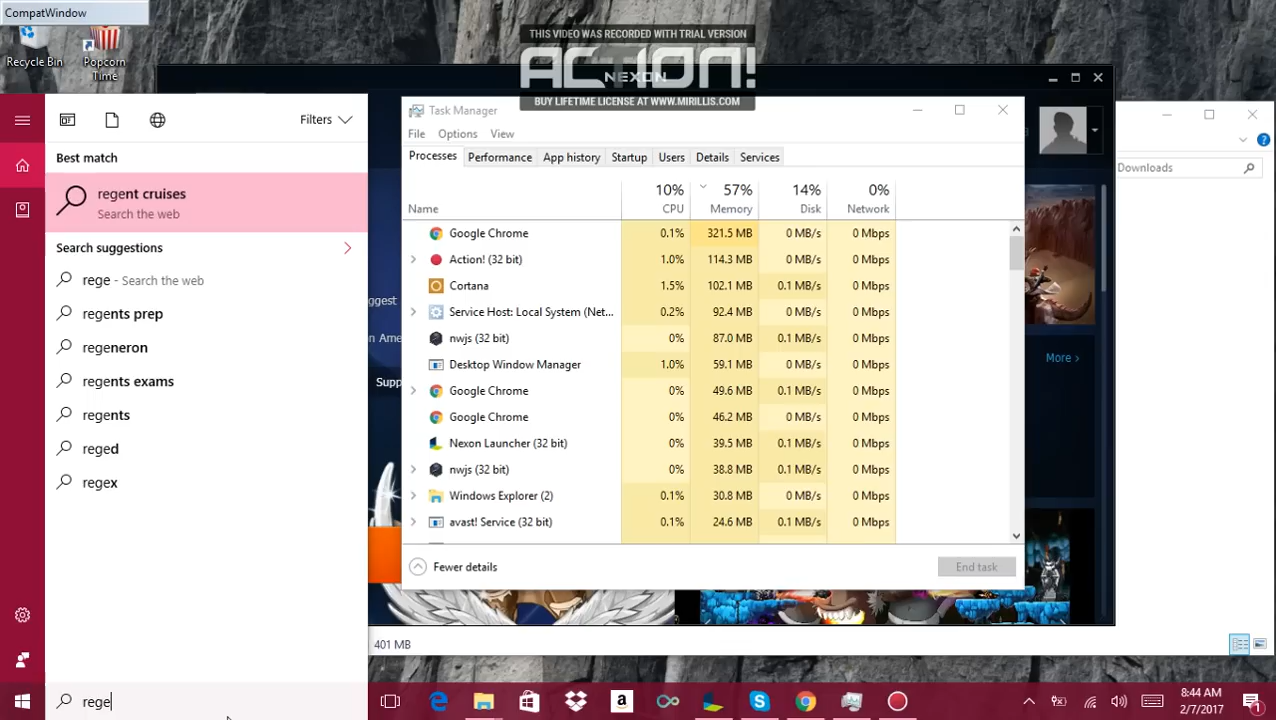 CompatWindow
Recycle Bin
Popcorn
Time
THIS VIDEO WAS RECORDED WITH TRIAL VERSION
ACTION!
NEXON
BUY LIFETIME LICENSE AT WWW.MIRILLIS.COM
Filters
Best match
regent cruises
Search the web
Search suggestions
rege - Search the web
regents prep
regeneron
regents exams
regents
reged
regex
rege
Task Manager
File Options View
Processes Performance App history Startup Users Details Services
10% 57% 14% 0%
Name CPU Memory Disk Network
Google Chrome 0.1% 321.5 MB 0 MB/s 0 Mbps
Action! (32 bit) 1.0% 114.3 MB 0 MB/s 0 Mbps
Cortana 1.5% 102.1 MB 0.1 MB/s 0 Mbps
Service Host: Local System (Net... 0.2% 92.4 MB 0 MB/s 0 Mbps
nwjs (32 bit) 0% 87.0 MB 0 MB/s 0 Mbps
Desktop Window Manager 1.0% 59.1 MB 0 MB/s 0 Mbps
Google Chrome 0% 49.6 MB 0.1 MB/s 0 Mbps
Google Chrome 0% 46.2 MB 0 MB/s 0 Mbps
Nexon Launcher (32 bit) 0% 39.5 MB 0.1 MB/s 0 Mbps
nwjs (32 bit) 0% 38.8 MB 0.1 MB/s 0 Mbps
Windows Explorer (2) 0.1% 30.8 MB 0 MB/s 0 Mbps
avast! Service (32 bit) 0.1% 24.6 MB 0.1 MB/s 0 Mbps
Fewer details End task
Downloads
More >
401 MB
8:44 AM
2/7/2017
1